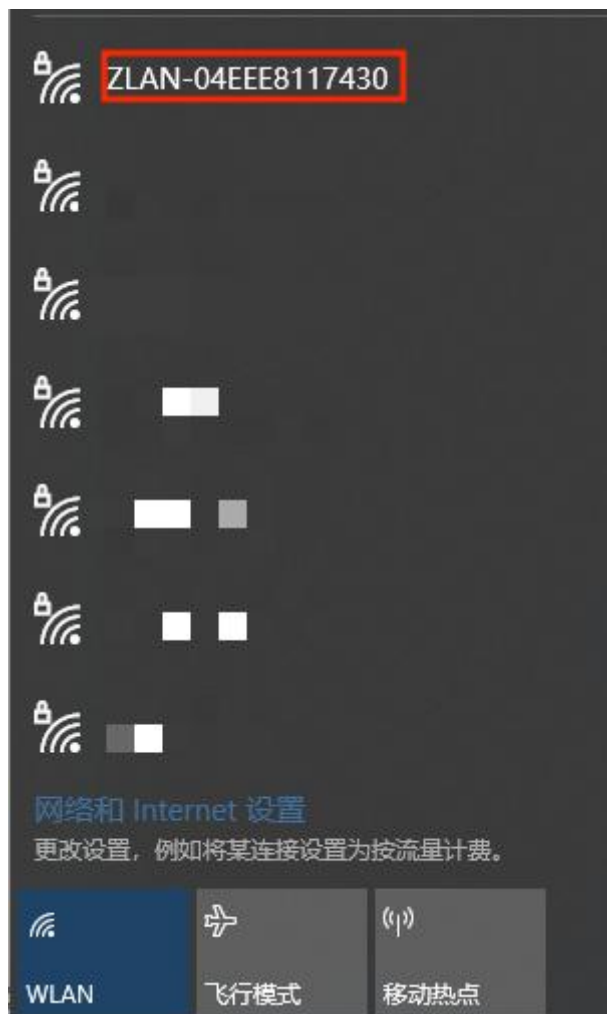 ZLAN-04EEE8117430
网络和 Internet 设置
更改设置，例如将某连接设置为按流量计费。
WLAN 飞行模式 移动热点